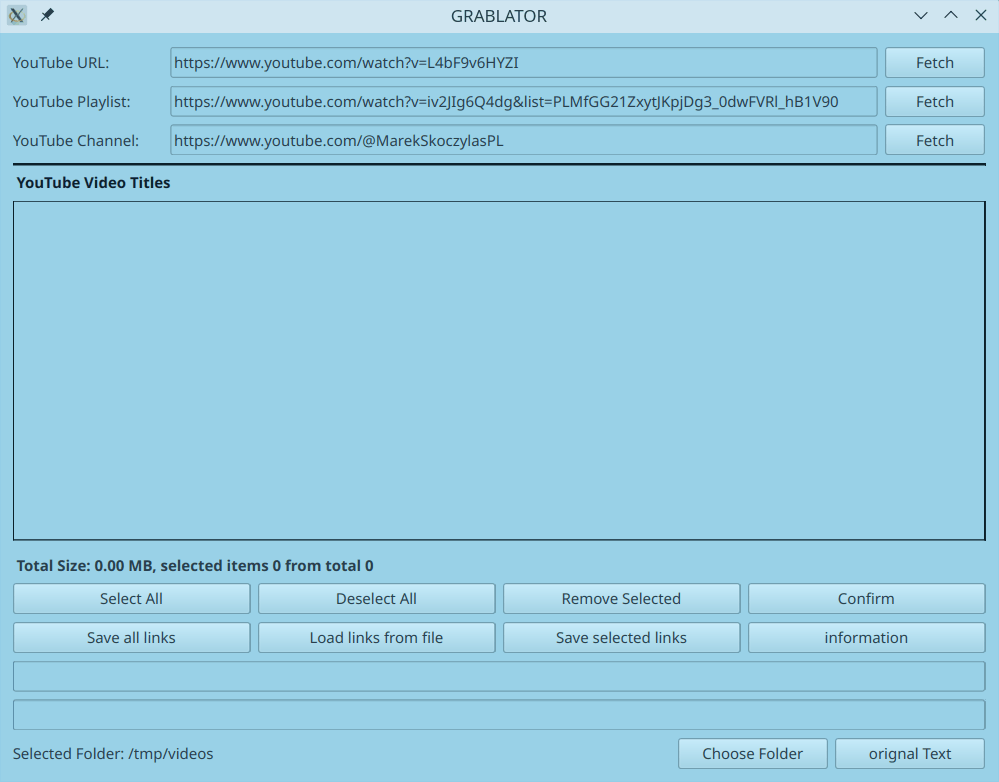 GRABLATOR
YouTube URL: https://www.youtube.com/watch?v=L4bF9v6HYZI Fetch
YouTube Playlist: https://www.youtube.com/watch?v=iv2JIg6Q4dg&list=PLMfGG21ZxytJKpjDg3_0dwFVRl_hB1V90 Fetch
YouTube Channel: https://www.youtube.com/@MarekSkoczylasPL Fetch
YouTube Video Titles
Total Size: 0.00 MB, selected items 0 from total 0
Select All Deselect All Remove Selected Confirm
Save all links Load links from file Save selected links information
Selected Folder: /tmp/videos Choose Folder orignal Text